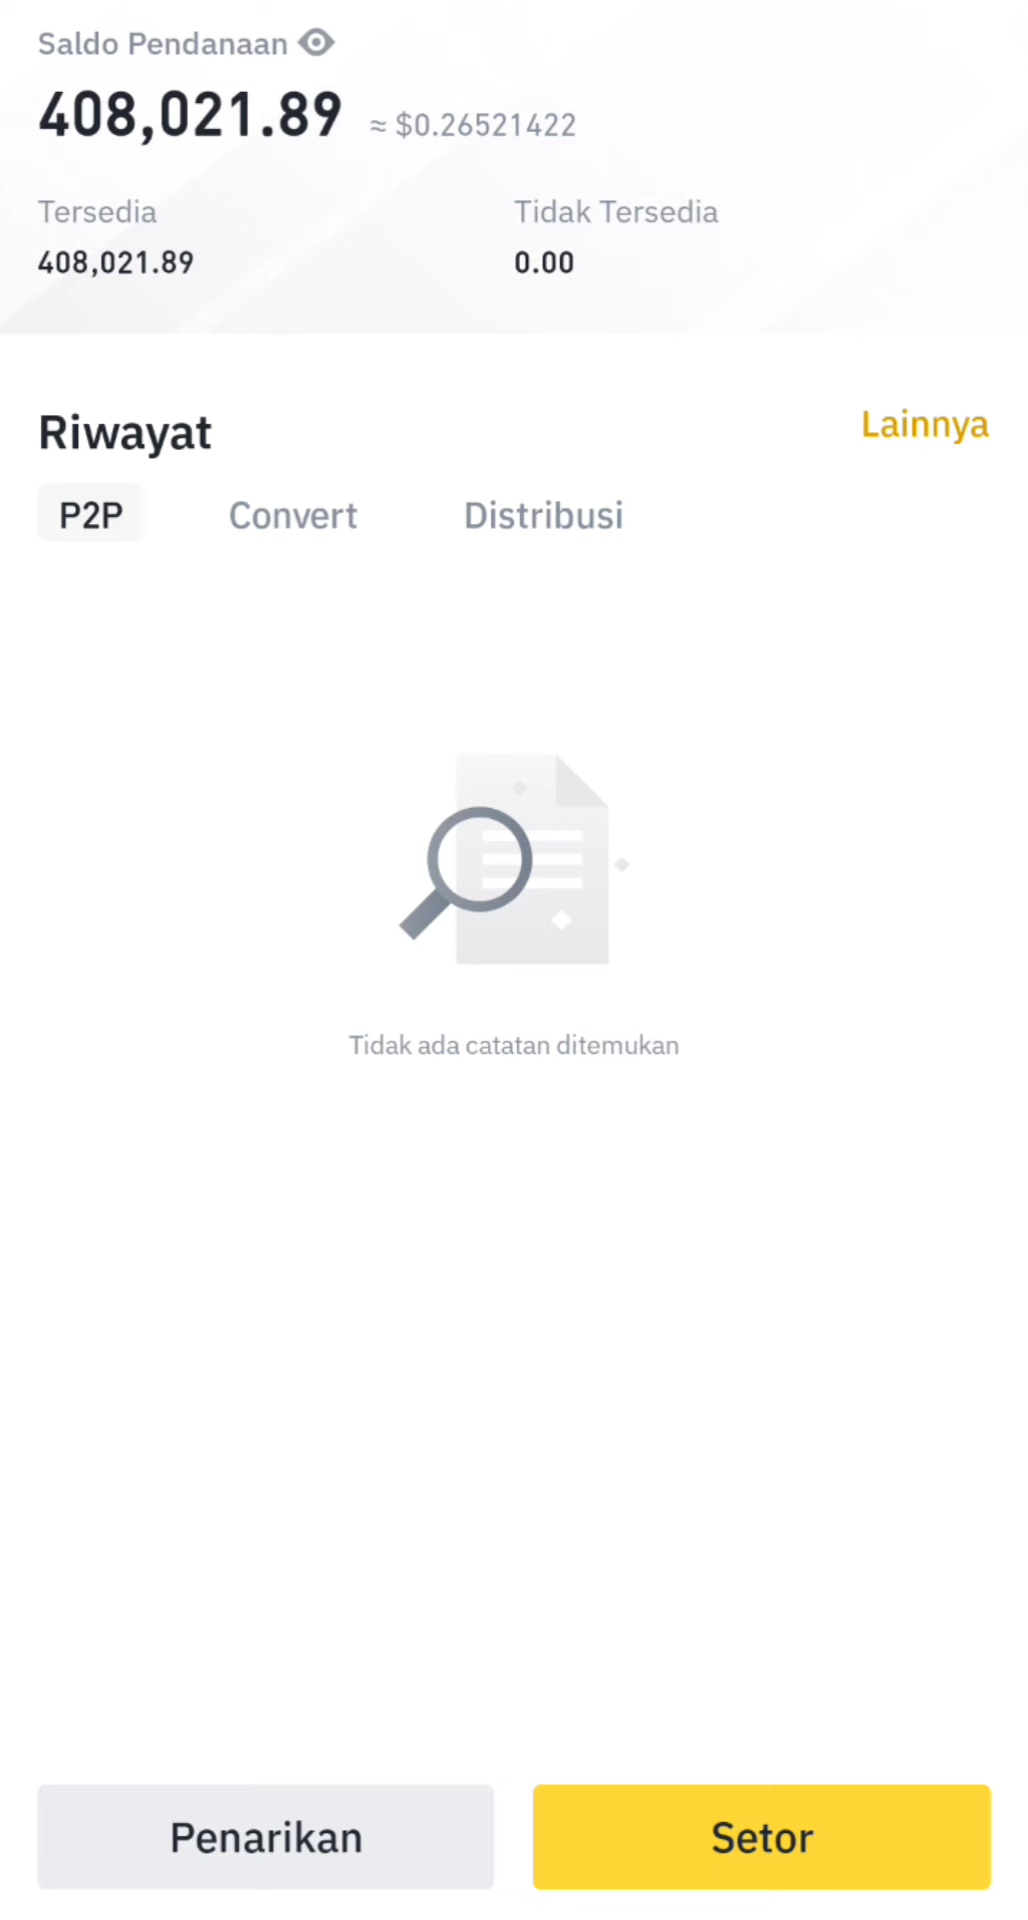 Saldo Pendanaan
408,021.89 ≈ $0.26521422
Tersedia Tidak Tersedia
408,021.89 0.00
Riwayat Lainnya
P2P Convert Distribusi
Tidak ada catatan ditemukan
Penarikan Setor